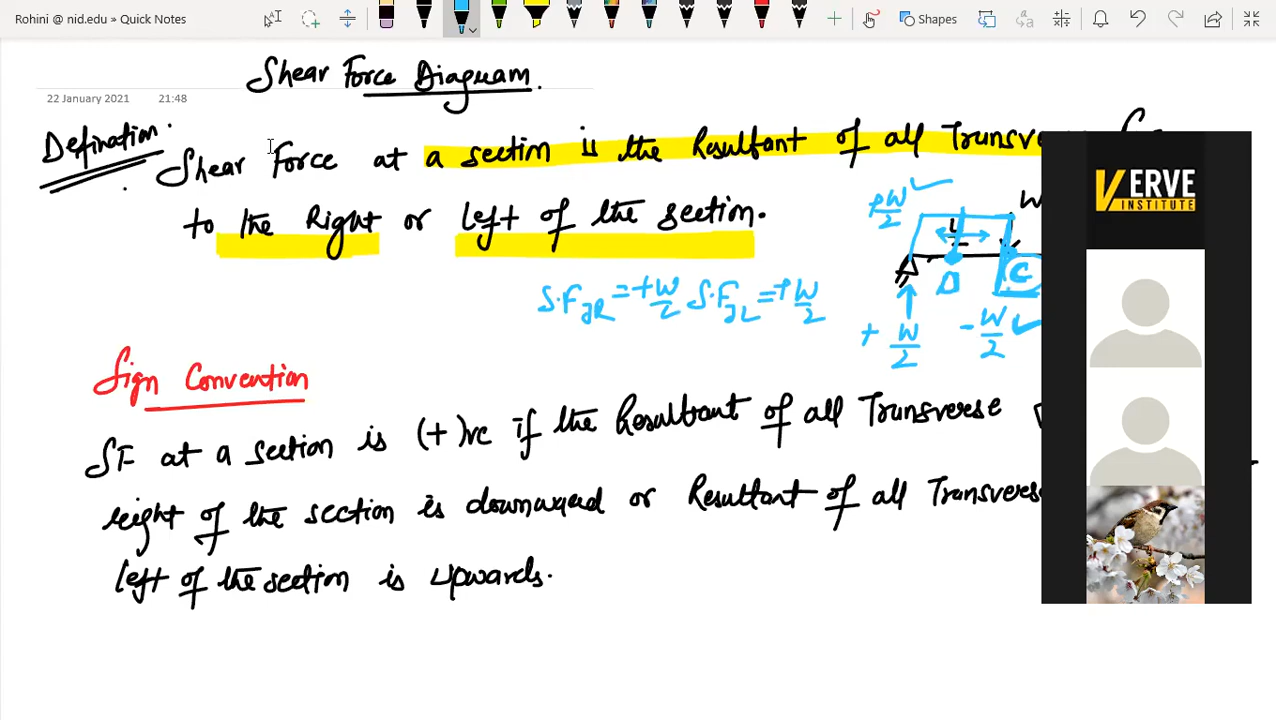 Rohini @ nid.edu » Quick Notes
Shapes
Shear Force Diagram.
22 January 2021 21:48
Defination.
Shear Force at a section is the Resultant of all Transve
to the Right or left of the section.
W
L
D
C
+ W/2
- W/2
S.F
= +W/2 S.F
= +W/2
Sign Convention
SF at a section is (+)ve if the Resultant of all Transverse
right of the section is downward or Resultant of all Transverse
left of the section is upwards.
VERVE
INSTITUTE